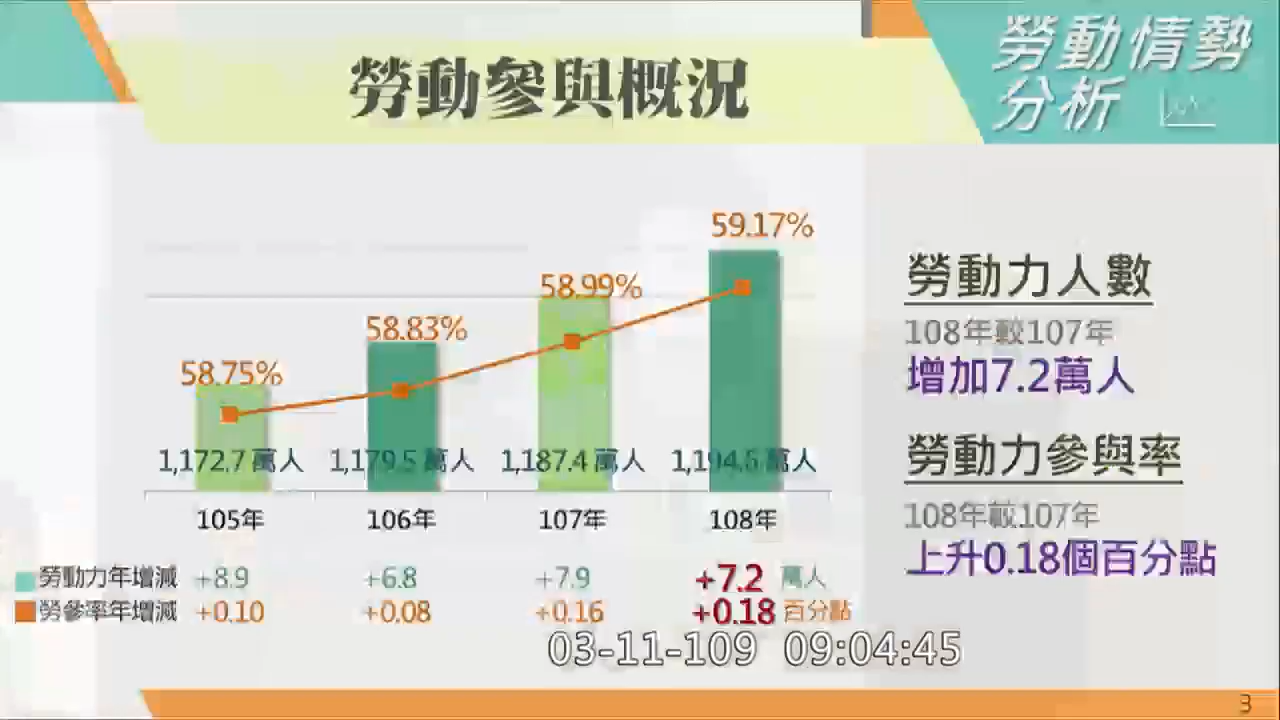 勞動參與概況
勞動情勢
分析
59.17%
58.99%
58.83%
58.75%
1,172.7 萬人 1,179.5 萬人 1,187.4 萬人 1,194.6 萬人
105年 106年 107年 108年
勞動力年增減 +8.9 +6.8 +7.9 +7.2 萬人
勞參率年增減 +0.10 +0.08 +0.16 +0.18 百分點
勞動力人數
108年較107年
增加7.2萬人
勞動力參與率
108年較107年
上升0.18個百分點
03-11-109 09:04:45
3